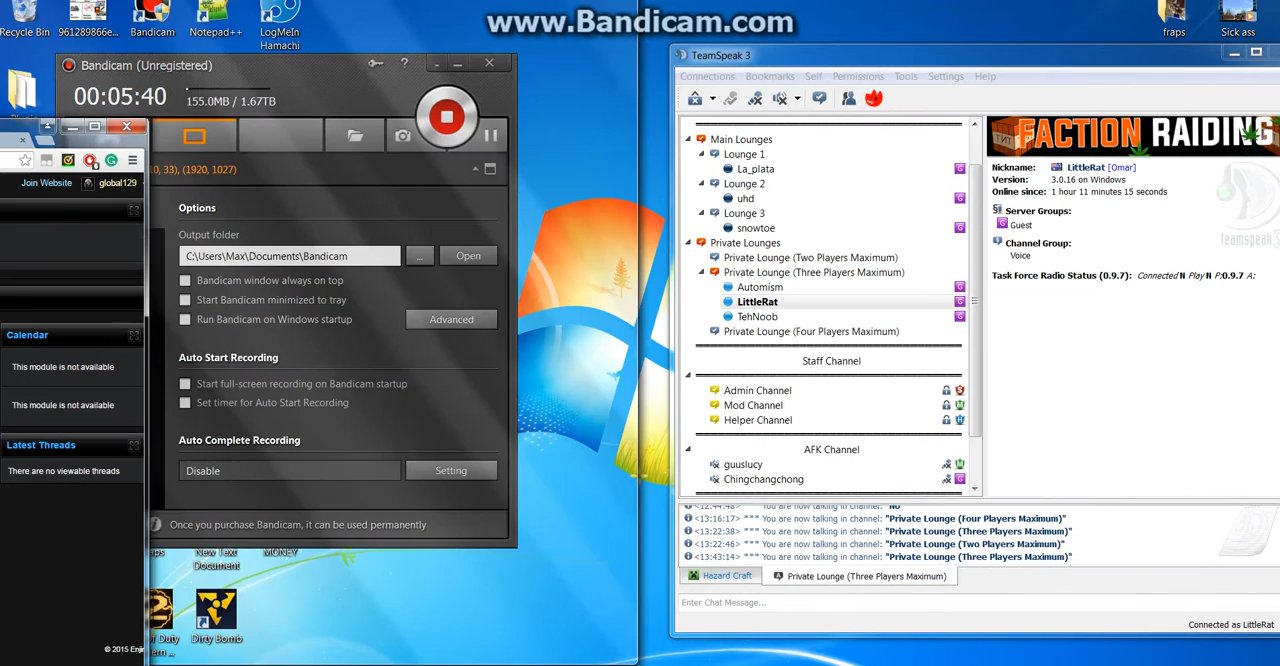 www.Bandicam.com
Recycle Bin
961289866e...
Bandicam
Notepad++
LogMeIn
Hamachi
fraps
Sick ass
Bandicam (Unregistered)
?
00:05:40
155.0MB / 1.67TB
0, 33), (1920, 1027)
Options
Output folder
C:\Users\Max\Documents\Bandicam
...
Open
Bandicam window always on top
Start Bandicam minimized to tray
Run Bandicam on Windows startup
Advanced
Auto Start Recording
Start full-screen recording on Bandicam startup
Set timer for Auto Start Recording
Auto Complete Recording
Disable
Setting
Once you purchase Bandicam, it can be used permanently
Join Website
global129
Calendar
This module is not available
This module is not available
Latest Threads
There are no viewable threads
New Text
Document
MONEY
of Duty
Dirty Bomb
© 2015 Enjin
TeamSpeak 3
Connections Bookmarks Self Permissions Tools Settings Help
Main Lounges
Lounge 1
La_plata
Lounge 2
uhd
Lounge 3
snowtoe
Private Lounges
Private Lounge (Two Players Maximum)
Private Lounge (Three Players Maximum)
Automism
LittleRat
TehNoob
Private Lounge (Four Players Maximum)
Staff Channel
Admin Channel
Mod Channel
Helper Channel
AFK Channel
guuslucy
Chingchangchong
FACTION RAIDING
TNT
Nickname: LittleRat [Omar]
Version: 3.0.16 on Windows
Online since: 1 hour 11 minutes 15 seconds
Server Groups:
Guest
Channel Group:
Voice
Task Force Radio Status (0.9.7): Connected N Play N P:0.9.7 A:
teamspeak
<13:16:17> *** You are now talking in channel: "Private Lounge (Four Players Maximum)"
<13:22:38> *** You are now talking in channel: "Private Lounge (Three Players Maximum)"
<13:22:46> *** You are now talking in channel: "Private Lounge (Two Players Maximum)"
<13:43:14> *** You are now talking in channel: "Private Lounge (Three Players Maximum)"
Hazard Craft
Private Lounge (Three Players Maximum)
Enter Chat Message...
Connected as LittleRat